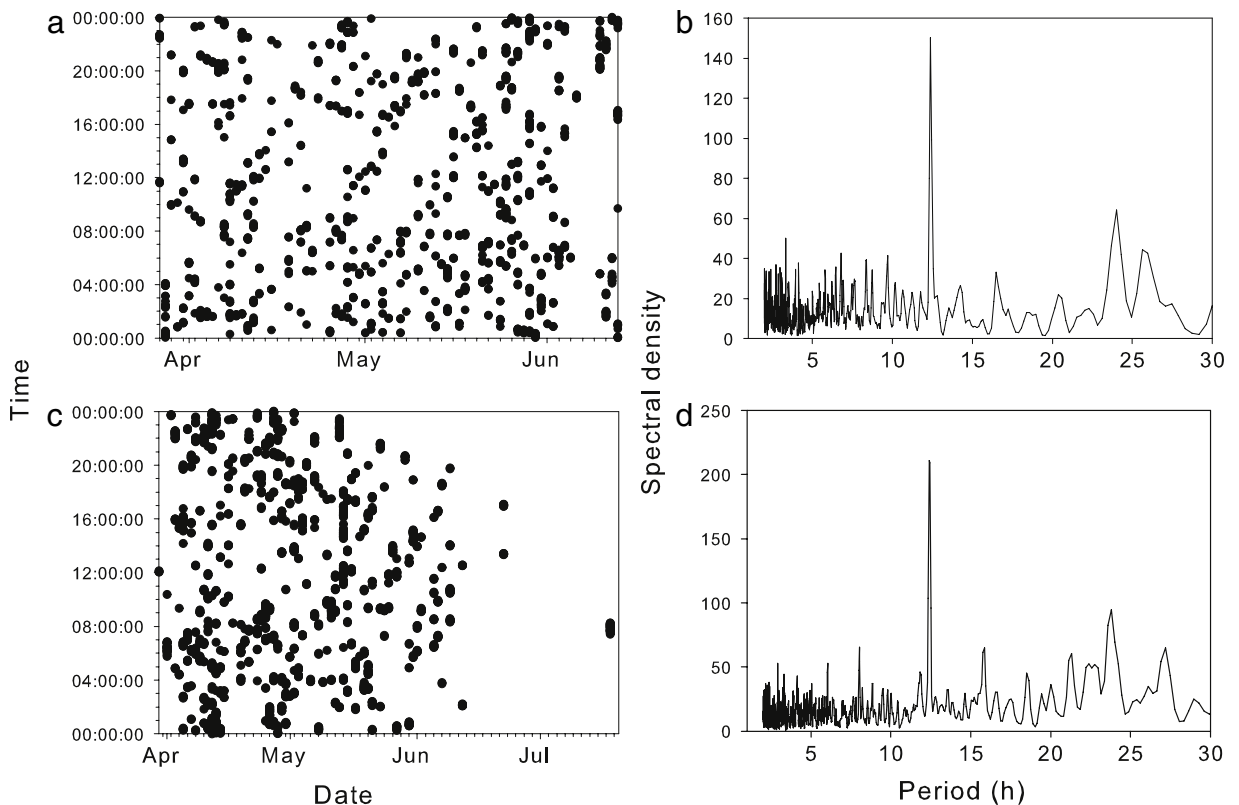 a
00:00:00
20:00:00
16:00:00
12:00:00
08:00:00
04:00:00
00:00:00
Apr May Jun
b
160
140
120
100
80
60
40
20
0
5 10 15 20 25 30
Time
Spectral density
c
00:00:00
20:00:00
16:00:00
12:00:00
08:00:00
04:00:00
00:00:00
Apr May Jun Jul
Date
d
250
200
150
100
50
0
5 10 15 20 25 30
Period (h)